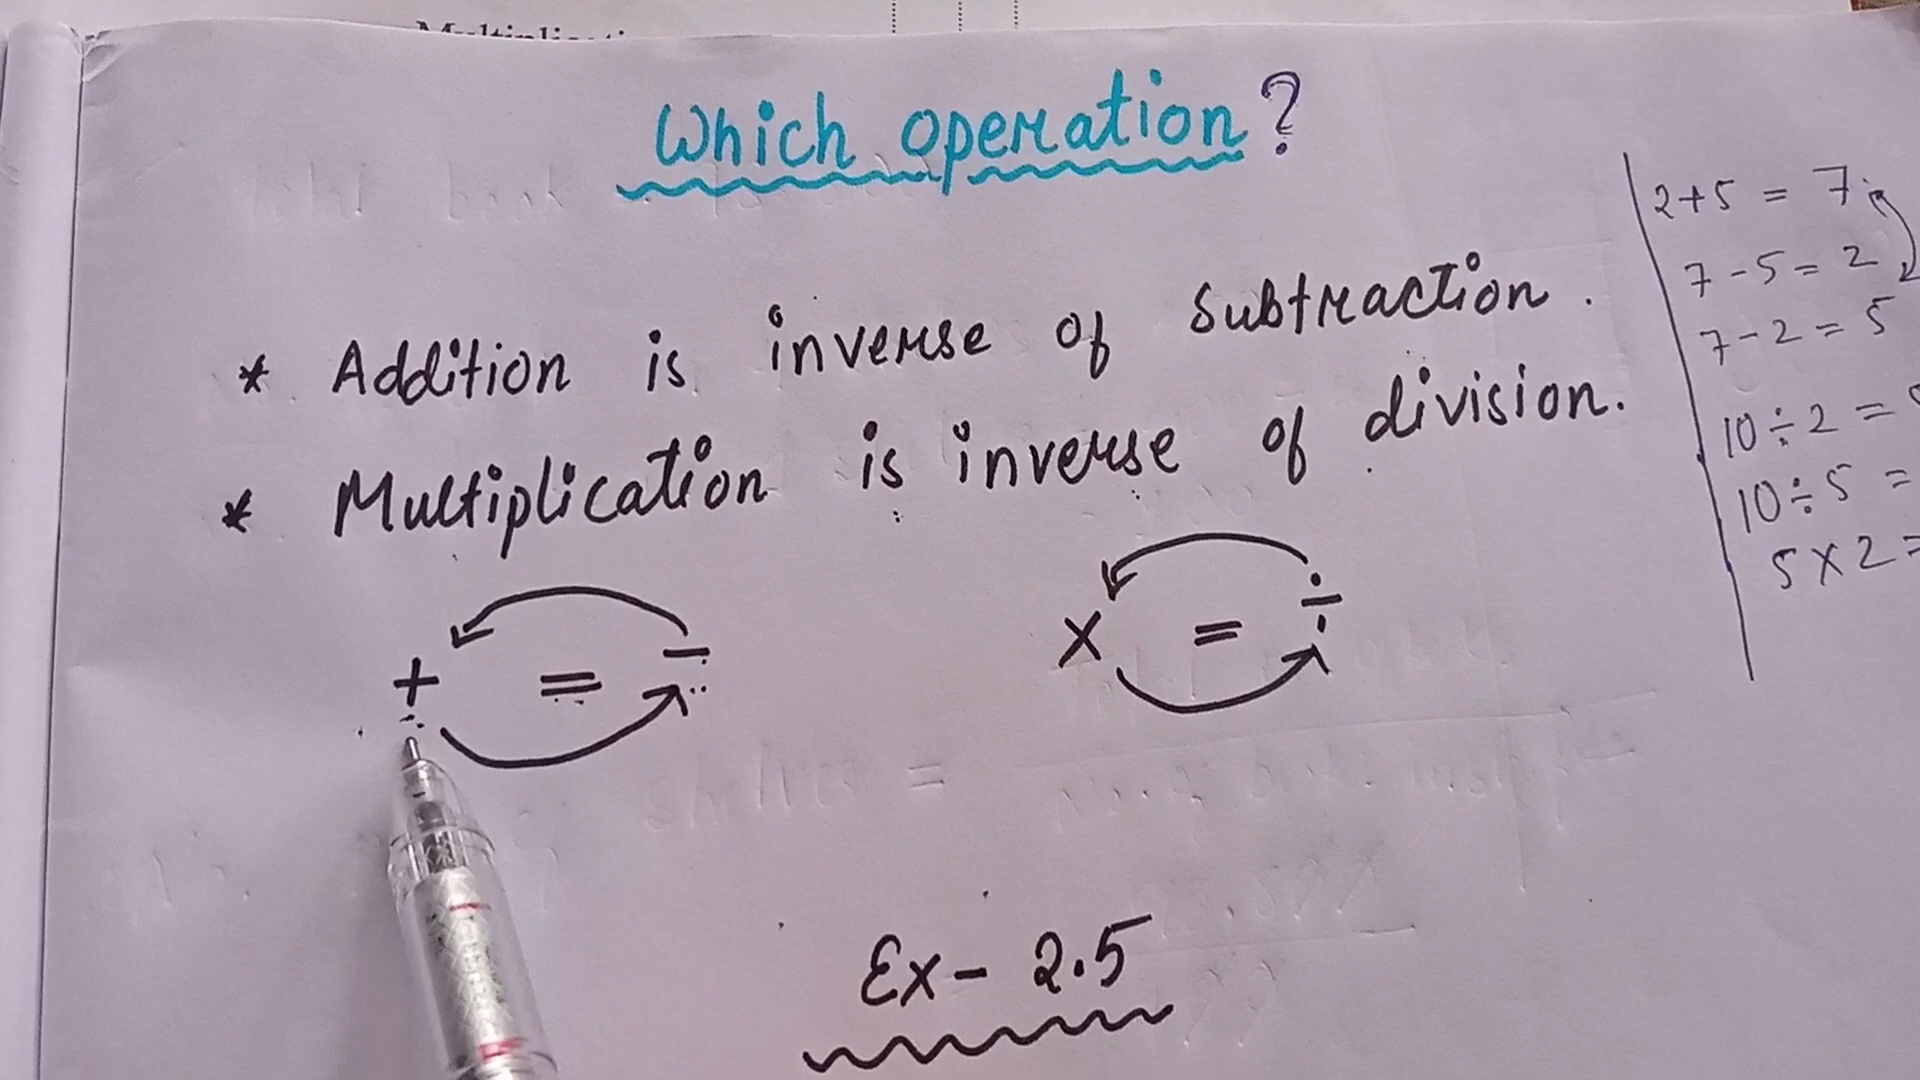 Which operation?
* Addition is inverse of subtraction.
* Multiplication is inverse of division.
+ = -
× = ÷
Ex- 2.5
2+5 = 7
7-5 = 2
7-2 = 5
10÷2 =
10÷5 =
5×2 =